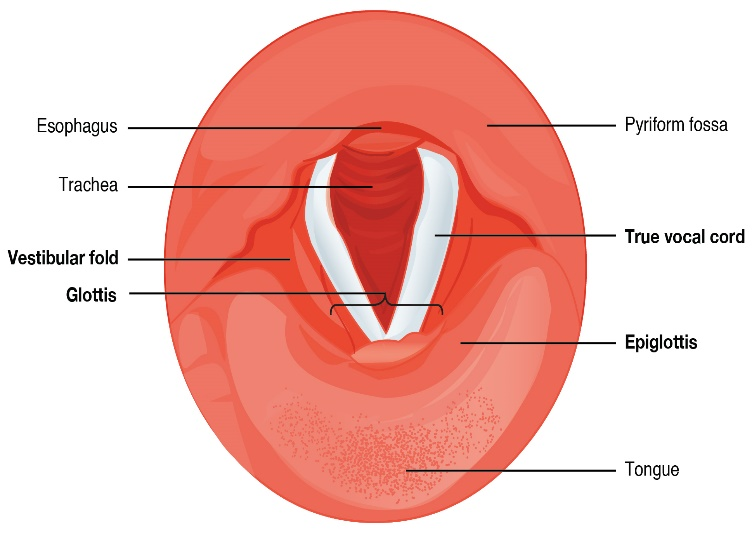 Esophagus
Trachea
Vestibular fold
Glottis
Pyriform fossa
True vocal cord
Epiglottis
Tongue